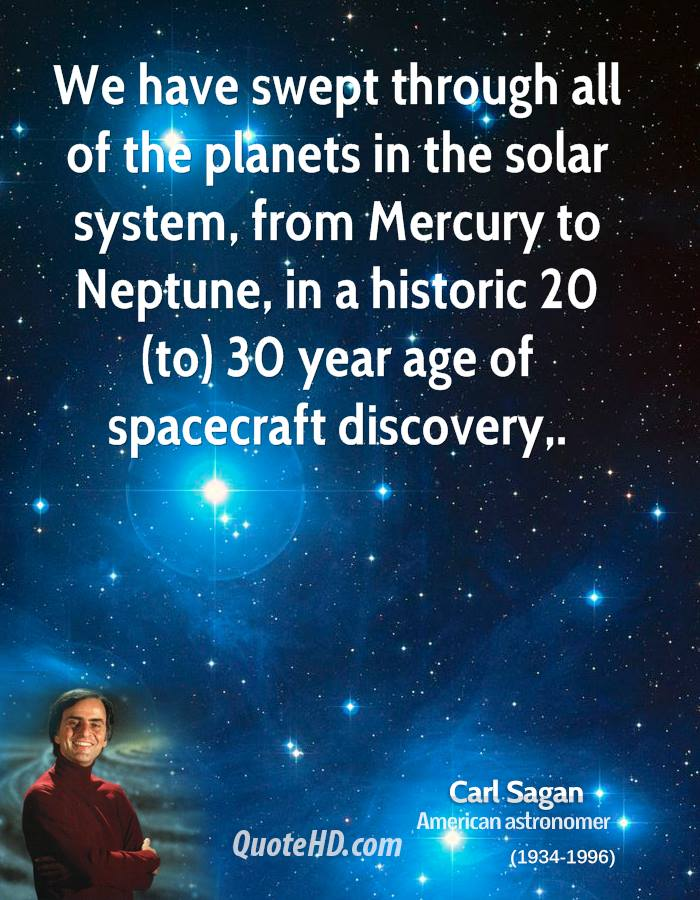 We have swept through all
of the planets in the solar
system, from Mercury to
Neptune, in a historic 20
(to) 30 year age of
spacecraft discovery,.
Carl Sagan
American astronomer
QuoteHD.com
(1934-1996)